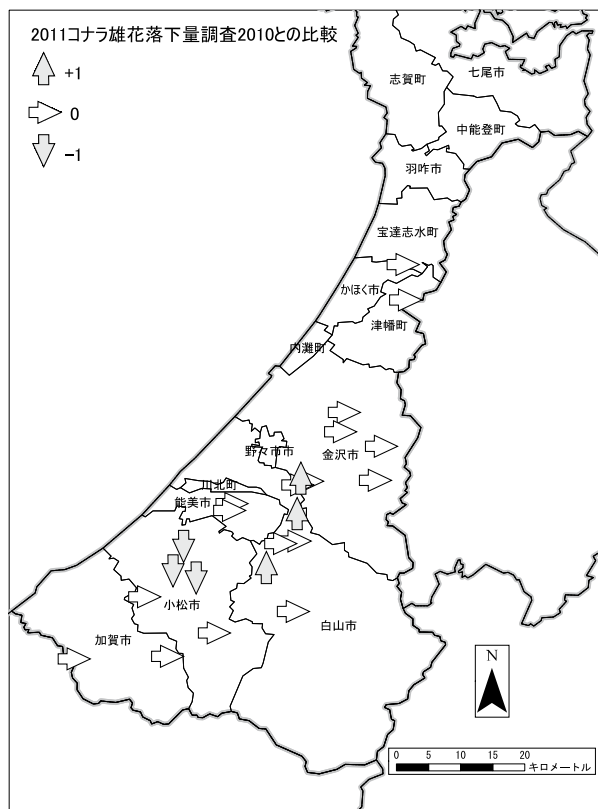 2011コナラ雄花落下量調査2010との比較
+1
0
-1
志賀町
七尾市
中能登町
羽咋市
宝達志水町
かほく市
津幡町
内灘町
野々市市
金沢市
川北町
能美市
小松市
白山市
加賀市
N
0 5 10 15 20
キロメートル